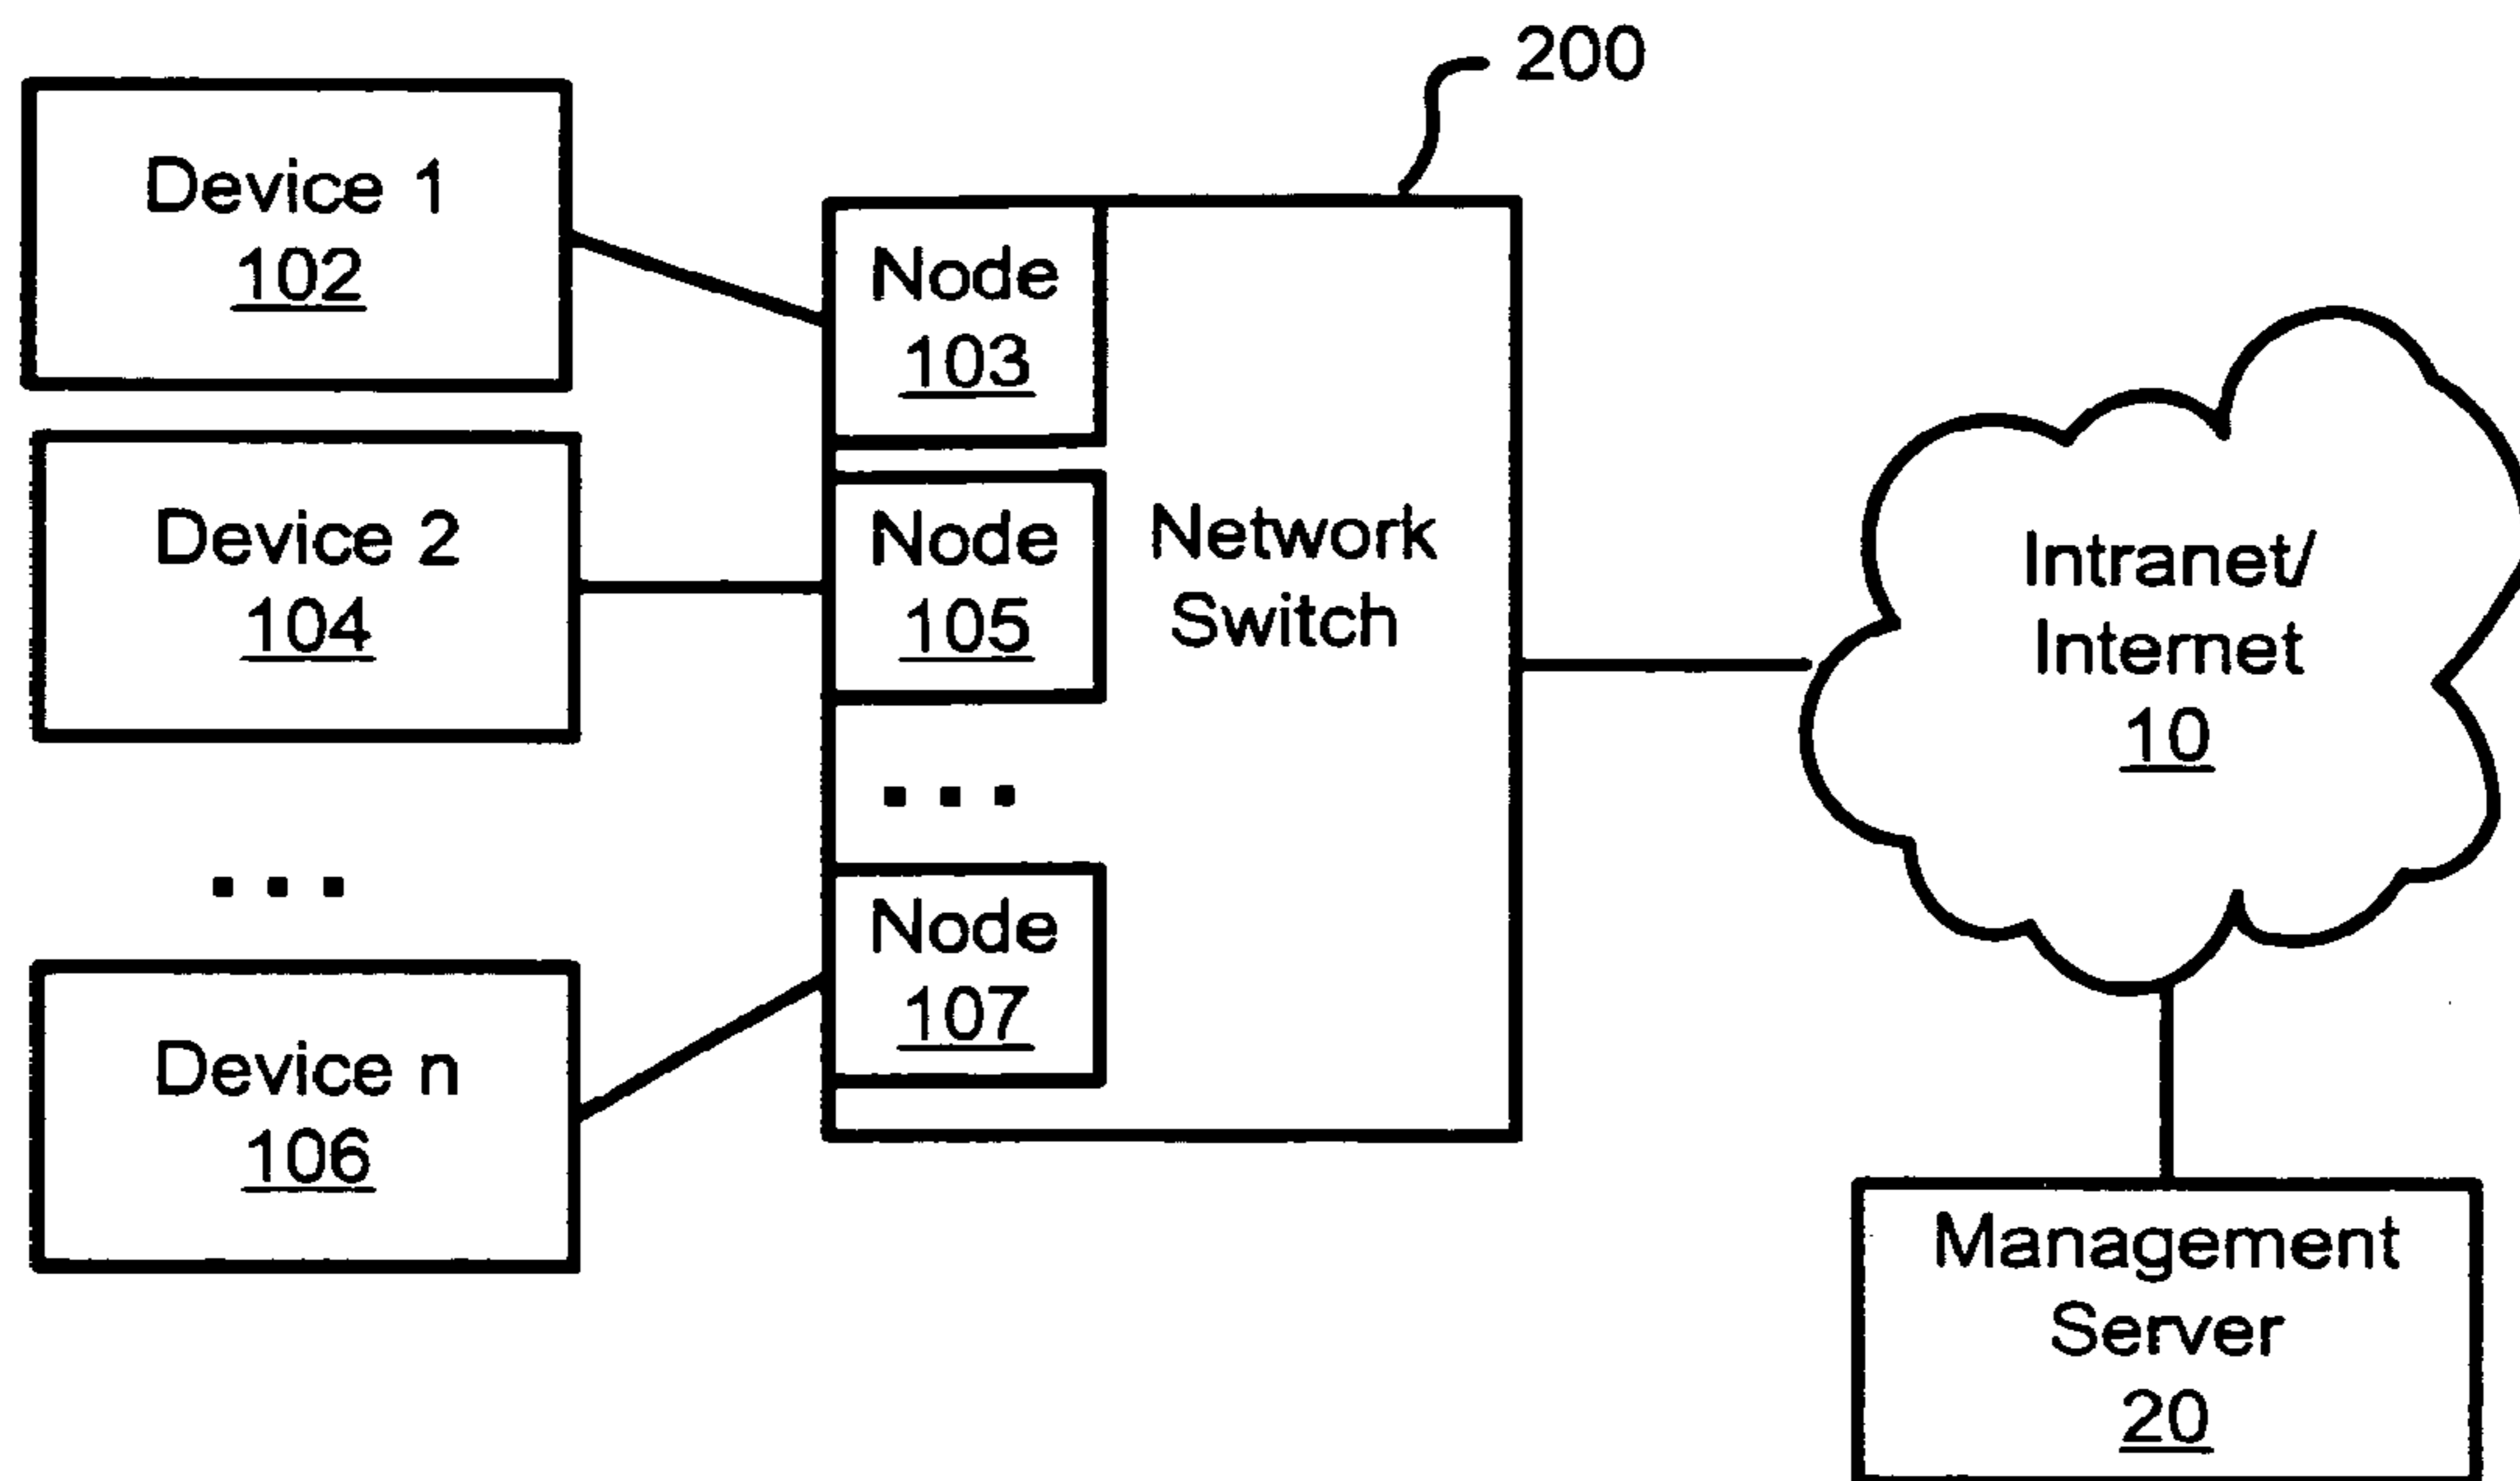 200
Device 1
102
Node
103
Device 2
104
Node
105
Network
Switch
Intranet/
Internet
10
Node
107
Device n
106
Management
Server
20